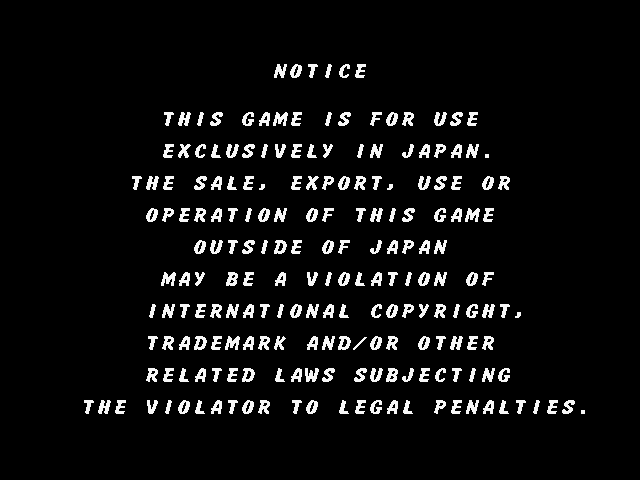 NOTICE
THIS GAME IS FOR USE
EXCLUSIVELY IN JAPAN.
THE SALE, EXPORT, USE OR
OPERATION OF THIS GAME
OUTSIDE OF JAPAN
MAY BE A VIOLATION OF
INTERNATIONAL COPYRIGHT,
TRADEMARK AND/OR OTHER
RELATED LAWS SUBJECTING
THE VIOLATOR TO LEGAL PENALTIES.